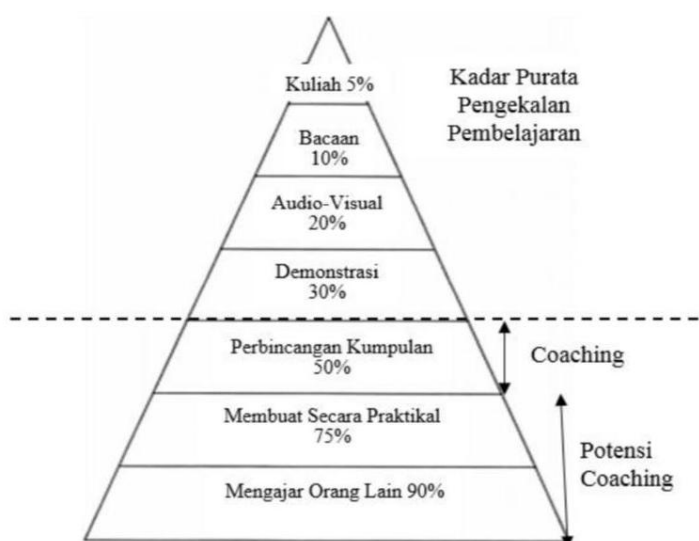 Kuliah 5%
Kadar Purata
Pengekalan
Pembelajaran
Bacaan
10%
Audio-Visual
20%
Demonstrasi
30%
Perbincangan Kumpulan
50%
Coaching
Membuat Secara Praktikal
75%
Potensi
Coaching
Mengajar Orang Lain 90%